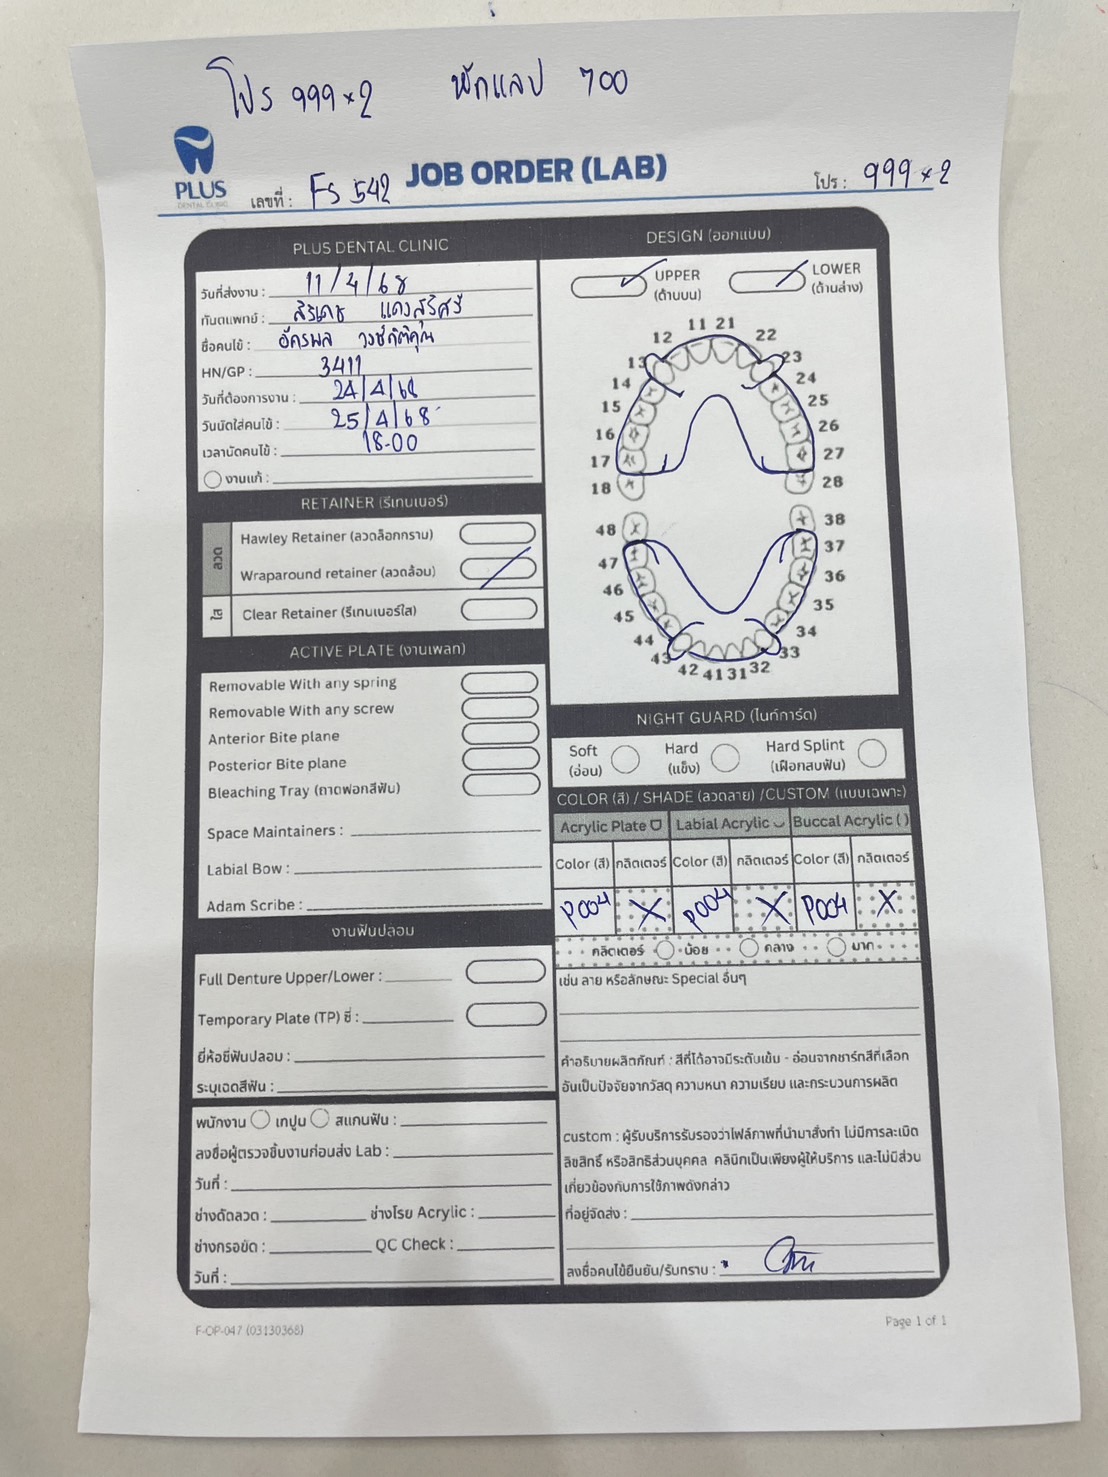 โปร 999 x 2 หักแลป 700
PLUS
DENTAL CLINIC
เลขที่ : FS 542
JOB ORDER (LAB)
โปร : 999 x 2
PLUS DENTAL CLINIC
วันที่ส่งงาน : 11/4/68
ทันตแพทย์ : สิรเดช แดงสุริศรี
ชื่อคนไข้ : อัครพล วงษ์กิติคุณ
HN/GP : 3411
วันที่ต้องการงาน : 24/4/68
วันนัดใส่คนไข้ : 25/4/68
เวลานัดคนไข้ : 18-00
งานแก้ :
RETAINER (รีเทนเนอร์)
ลวด
Hawley Retainer (ลวดล็อกกราม)
Wraparound retainer (ลวดล้อม)
ใส
Clear Retainer (รีเทนเนอร์ใส)
ACTIVE PLATE (งานเพลท)
Removable With any spring
Removable With any screw
Anterior Bite plane
Posterior Bite plane
Bleaching Tray (ถาดฟอกสีฟัน)
Space Maintainers :
Labial Bow :
Adam Scribe :
งานฟันปลอม
Full Denture Upper/Lower :
Temporary Plate (TP) ซี่ :
ยี่ห้อซี่ฟันปลอม :
ระบุเฉดสีฟัน :
พนักงาน เทปูน สแกนฟัน :
ลงชื่อผู้ตรวจชิ้นงานก่อนส่ง Lab :
วันที่ :
ช่างดัดลวด : ช่างโรย Acrylic :
ช่างกรอขัด : QC Check :
วันที่ :
DESIGN (ออกแบบ)
UPPER
(ด้านบน)
LOWER
(ด้านล่าง)
11 21
12 22
13 23
14 24
15 25
16 26
17 27
18 28
48 38
47 37
46 36
45 35
44 34
43 33
42 41 31 32
NIGHT GUARD (ไนท์การ์ด)
Soft
(อ่อน)
Hard
(แข็ง)
Hard Splint
(เฝือกสบฟัน)
COLOR (สี) / SHADE (ลวดลาย) /CUSTOM (แบบเฉพาะ)
Acrylic Plate Labial Acrylic Buccal Acrylic ( )
Color (สี) กลิตเตอร์ Color (สี) กลิตเตอร์ Color (สี) กลิตเตอร์
P004 X P004 X P004 X
กลิตเตอร์ น้อย กลาง มาก
เช่น ลาย หรือลักษณะ Special อื่นๆ
คำอธิบายผลิตภัณฑ์ : สีที่ได้อาจมีระดับเข้ม - อ่อนจากชาร์ทสีที่เลือก
อันเป็นปัจจัยจากวัสดุ ความหนา ความเรียบ และกระบวนการผลิต
custom : ผู้รับบริการรับรองว่าไฟล์ภาพที่นำมาสั่งทำ ไม่มีการละเมิด
ลิขสิทธิ์ หรือสิทธิส่วนบุคคล คลินิกเป็นเพียงผู้ให้บริการ และไม่มีส่วน
เกี่ยวข้องกับการใช้ภาพดังกล่าว
ที่อยู่จัดส่ง :
ลงชื่อคนไข้ยืนยัน/รับทราบ :
F-OP-047 (03130368)
Page 1 of 1